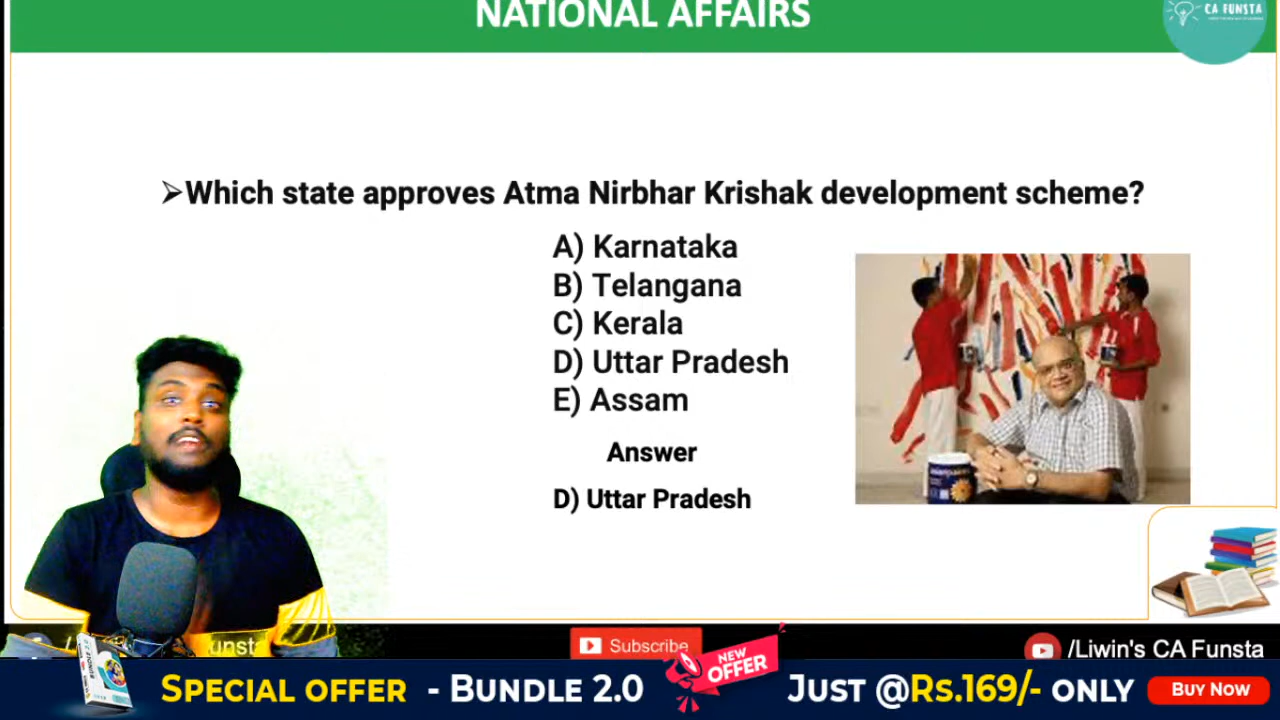 NATIONAL AFFAIRS
CA FUNSTA
➢Which state approves Atma Nirbhar Krishak development scheme?
A) Karnataka
B) Telangana
C) Kerala
D) Uttar Pradesh
E) Assam
Answer
D) Uttar Pradesh
Subscribe
/Liwin's CA Funsta
SPECIAL OFFER - BUNDLE 2.0
NEW
OFFER
JUST @Rs.169/- ONLY
Buy Now